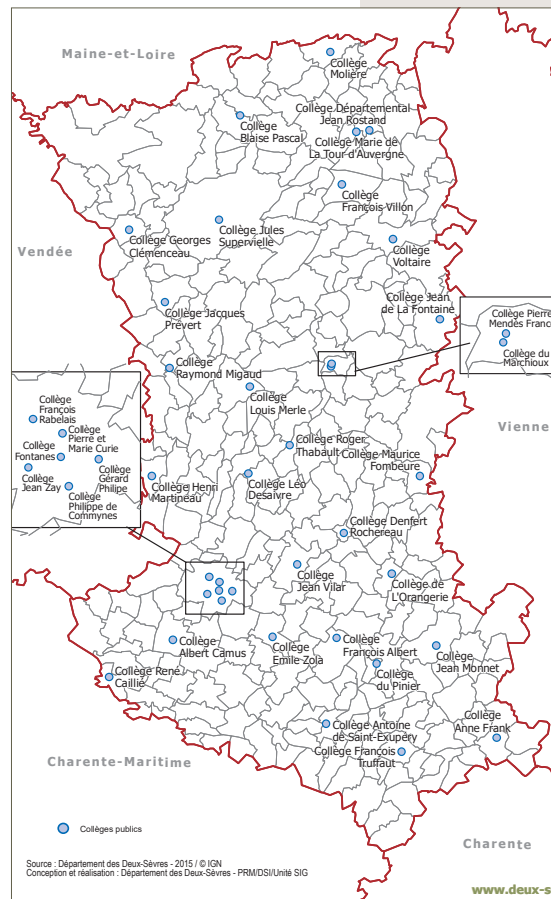 Maine-et-Loire
Collège
Molière
Collège Départemental
Jean Rostand
Collège
Blaise Pascal
Collège Marie de
La Tour d'Auvergne
Collège
François Villon
Collège Jules
Supervielle
Collège Georges
Clémenceau
Vendée
Collège
Voltaire
Collège Jean
de La Fontaine
Collège Jacques
Prévert
Collège Pierre
Mendès France
Collège du
Marchioux
Collège
Raymond Migaud
Collège
Louis Merle
Vienne
Collège
François
Rabelais
Collège
Pierre et
Marie Curie
Collège
Fontanes
Collège
Gérard
Philipe
Collège
Jean Zay
Collège
Philippe de
Commynes
Collège Roger
Thabault
Collège Maurice
Fombeure
Collège Henri
Martineau
Collège Léo
Desaivre
Collège Denfert
Rochereau
Collège
Jean Vilar
Collège de
L'Orangerie
Collège
Albert Camus
Collège
Emile Zola
Collège
François Albert
Collège
Jean Monnet
Collège René
Caillié
Collège
du Pinier
Collège Antoine
de Saint-Exupéry
Collège
Anne Frank
Collège François
Truffaut
Charente-Maritime
Collèges publics
Charente
Source : Département des Deux-Sèvres - 2015 / © IGN
Conception et réalisation : Département des Deux-Sèvres - PRM/DSI/Unité SIG
www.deux-s